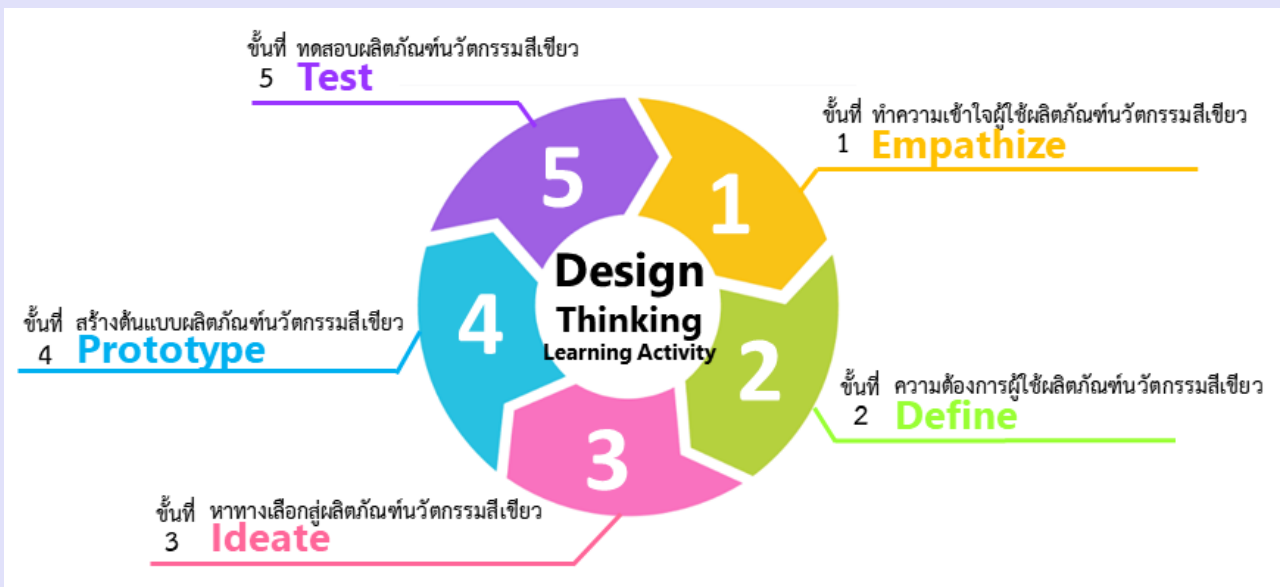 ขั้นที่ ทดสอบผลิตภัณฑ์นวัตกรรมสีเขียว
5 Test
ขั้นที่ ทำความเข้าใจผู้ใช้ผลิตภัณฑ์นวัตกรรมสีเขียว
1 Empathize
5
1
Design
Thinking
Learning Activity
4
2
3
ขั้นที่ สร้างต้นแบบผลิตภัณฑ์นวัตกรรมสีเขียว
4 Prototype
ขั้นที่ ความต้องการผู้ใช้ผลิตภัณฑ์นวัตกรรมสีเขียว
2 Define
ขั้นที่ หาทางเลือกสู่ผลิตภัณฑ์นวัตกรรมสีเขียว
3 Ideate